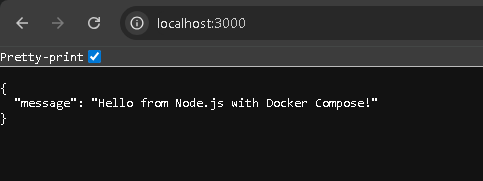 localhost:3000
Pretty-print
{
  "message": "Hello from Node.js with Docker Compose!"
}